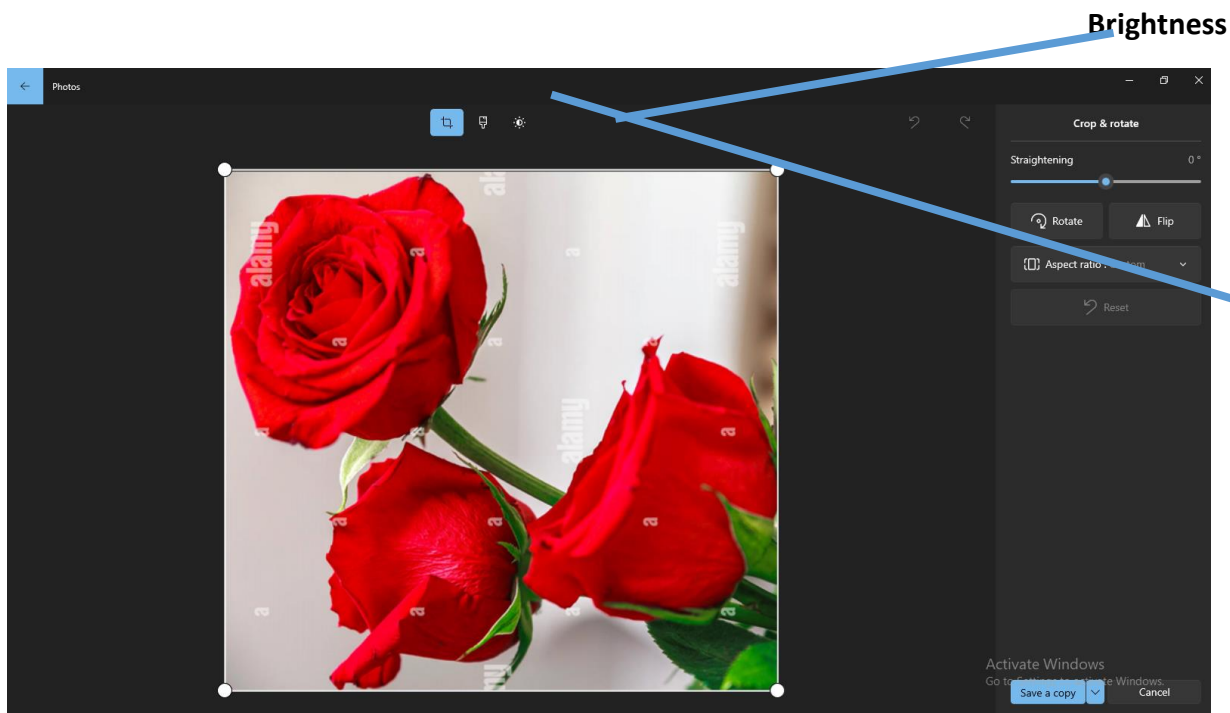 Brightness
Photos
Crop & rotate
Straightening 0 °
Rotate Flip
Aspect ratio :
Reset
alamy
a
alamy
alamy
a
a
a
a
alamy
a
a
a
a
a
a
a
a
a
Activate Windows
Go to Settings to activate Windows.
Save a copy Cancel